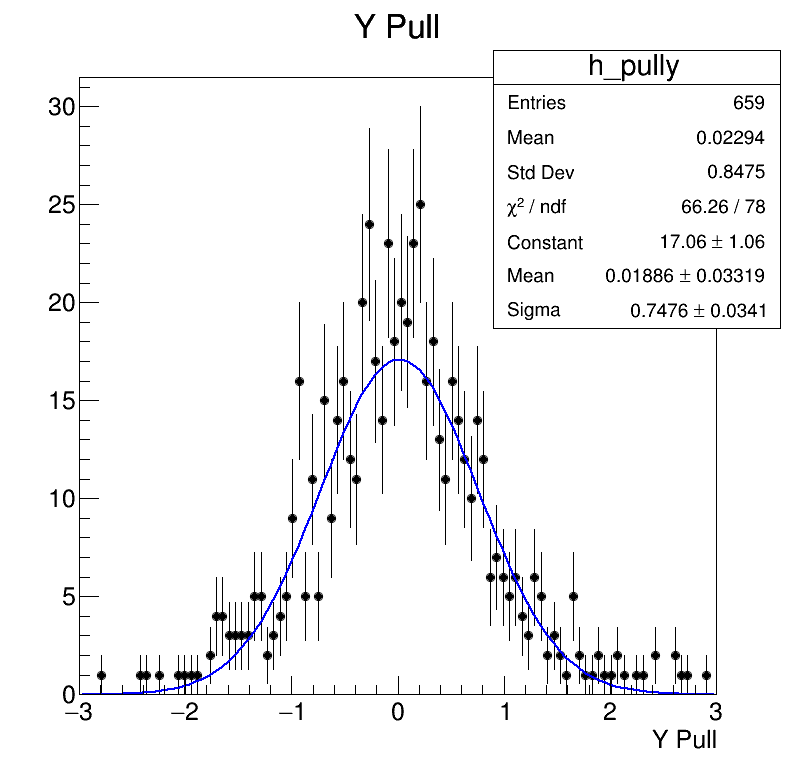 Y Pull
h_pully
Entries 659
Mean 0.02294
Std Dev 0.8475
χ² / ndf 66.26 / 78
Constant 17.06 ± 1.06
Mean 0.01886 ± 0.03319
Sigma 0.7476 ± 0.0341
30
25
20
15
10
5
0
−3 −2 −1 0 1 2 3
Y Pull